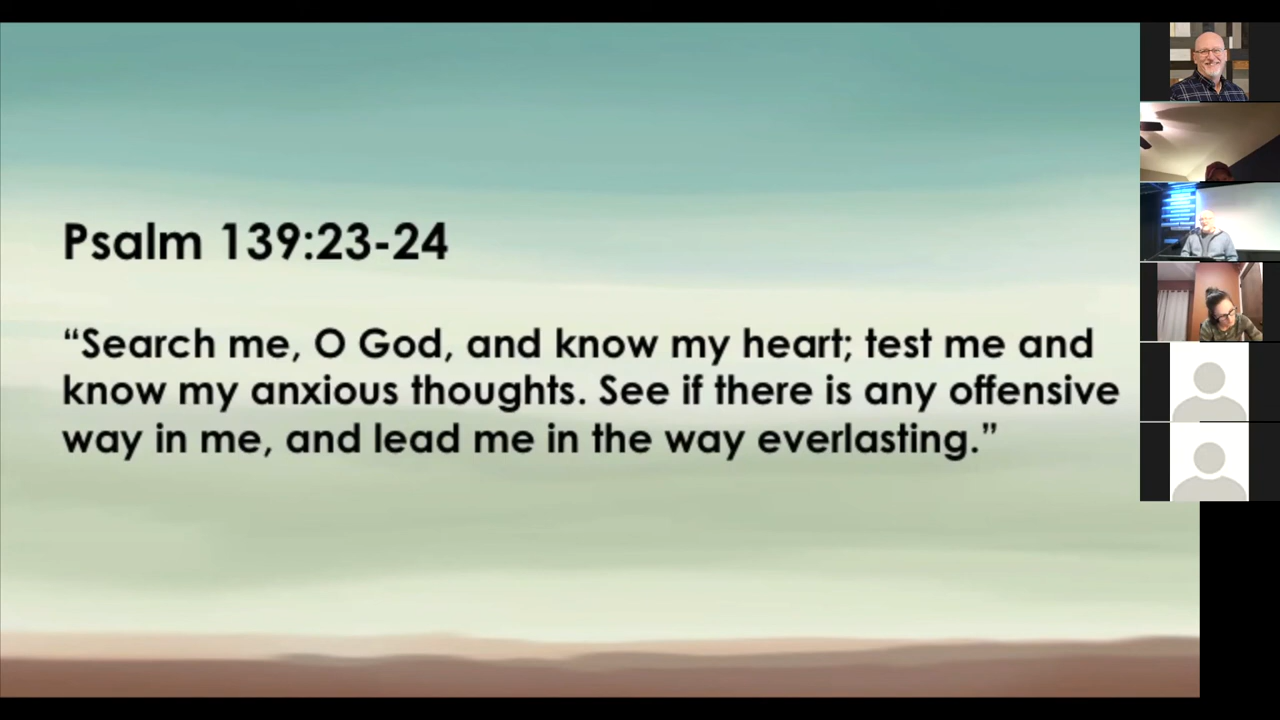 Psalm 139:23-24
“Search me, O God, and know my heart; test me and
know my anxious thoughts. See if there is any offensive
way in me, and lead me in the way everlasting.”